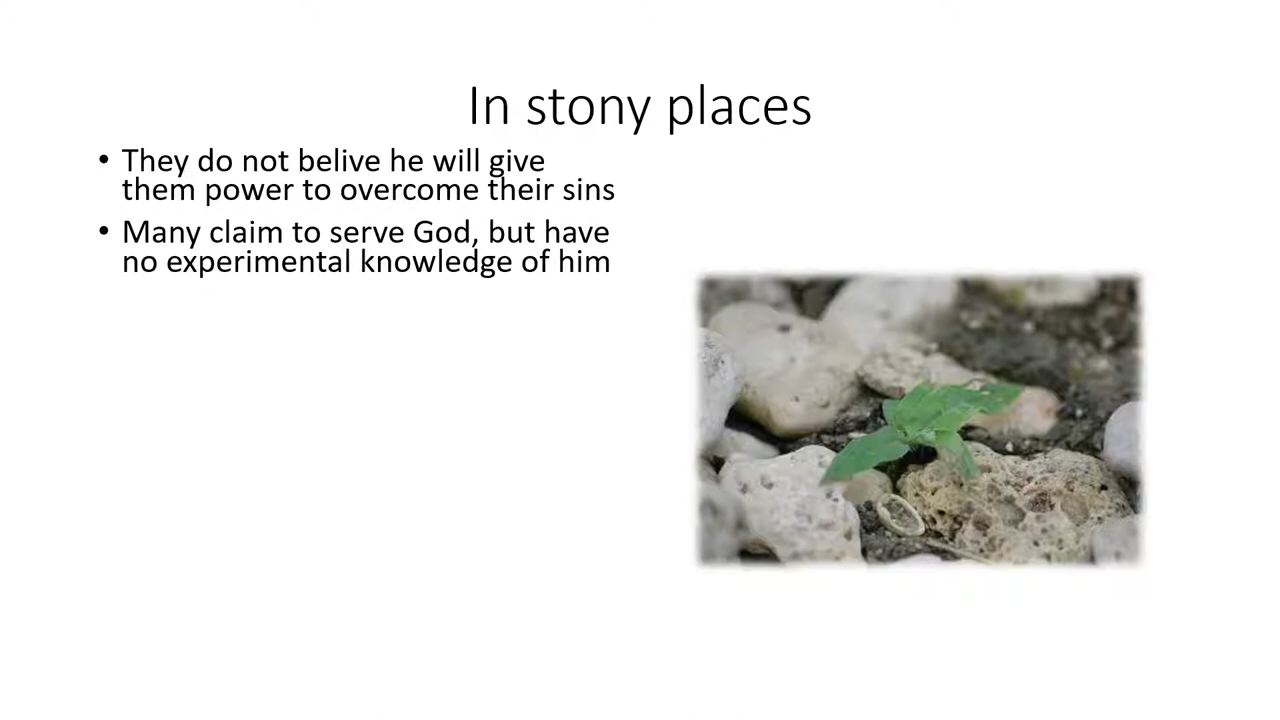 In stony places
• They do not belive he will give
them power to overcome their sins
• Many claim to serve God, but have
no experimental knowledge of him